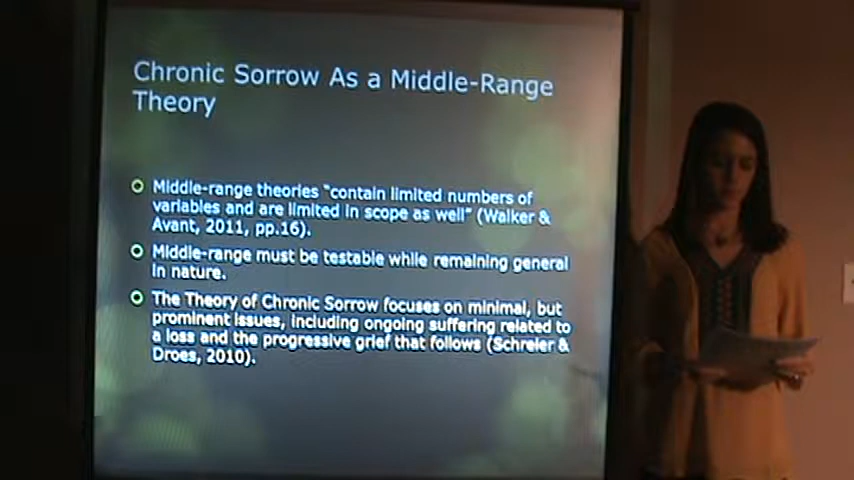 Chronic Sorrow As a Middle-Range
Theory
Middle-range theories "contain limited numbers of
variables and are limited in scope as well" (Walker &
Avant, 2011, pp.16).
Middle-range must be testable while remaining general
in nature.
The Theory of Chronic Sorrow focuses on minimal, but
prominent issues, including ongoing suffering related to
a loss and the progressive grief that follows (Schreier &
Droes, 2010).